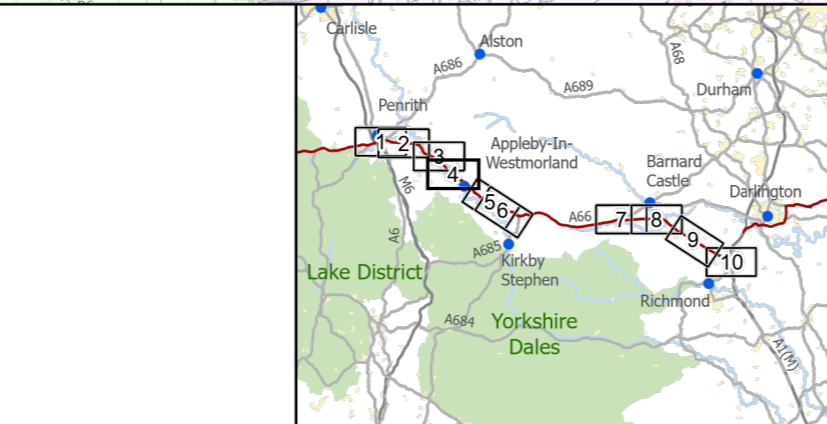 Carlisle
Alston
A686
A68
A689
Durham
Penrith
1
2
3
4
Appleby-In-
Westmorland
Barnard
Castle
Darlington
M6
5
6
A66
7
8
9
10
A6
A685
Kirkby
Stephen
Lake District
Richmond
A684
Yorkshire
Dales
A1(M)